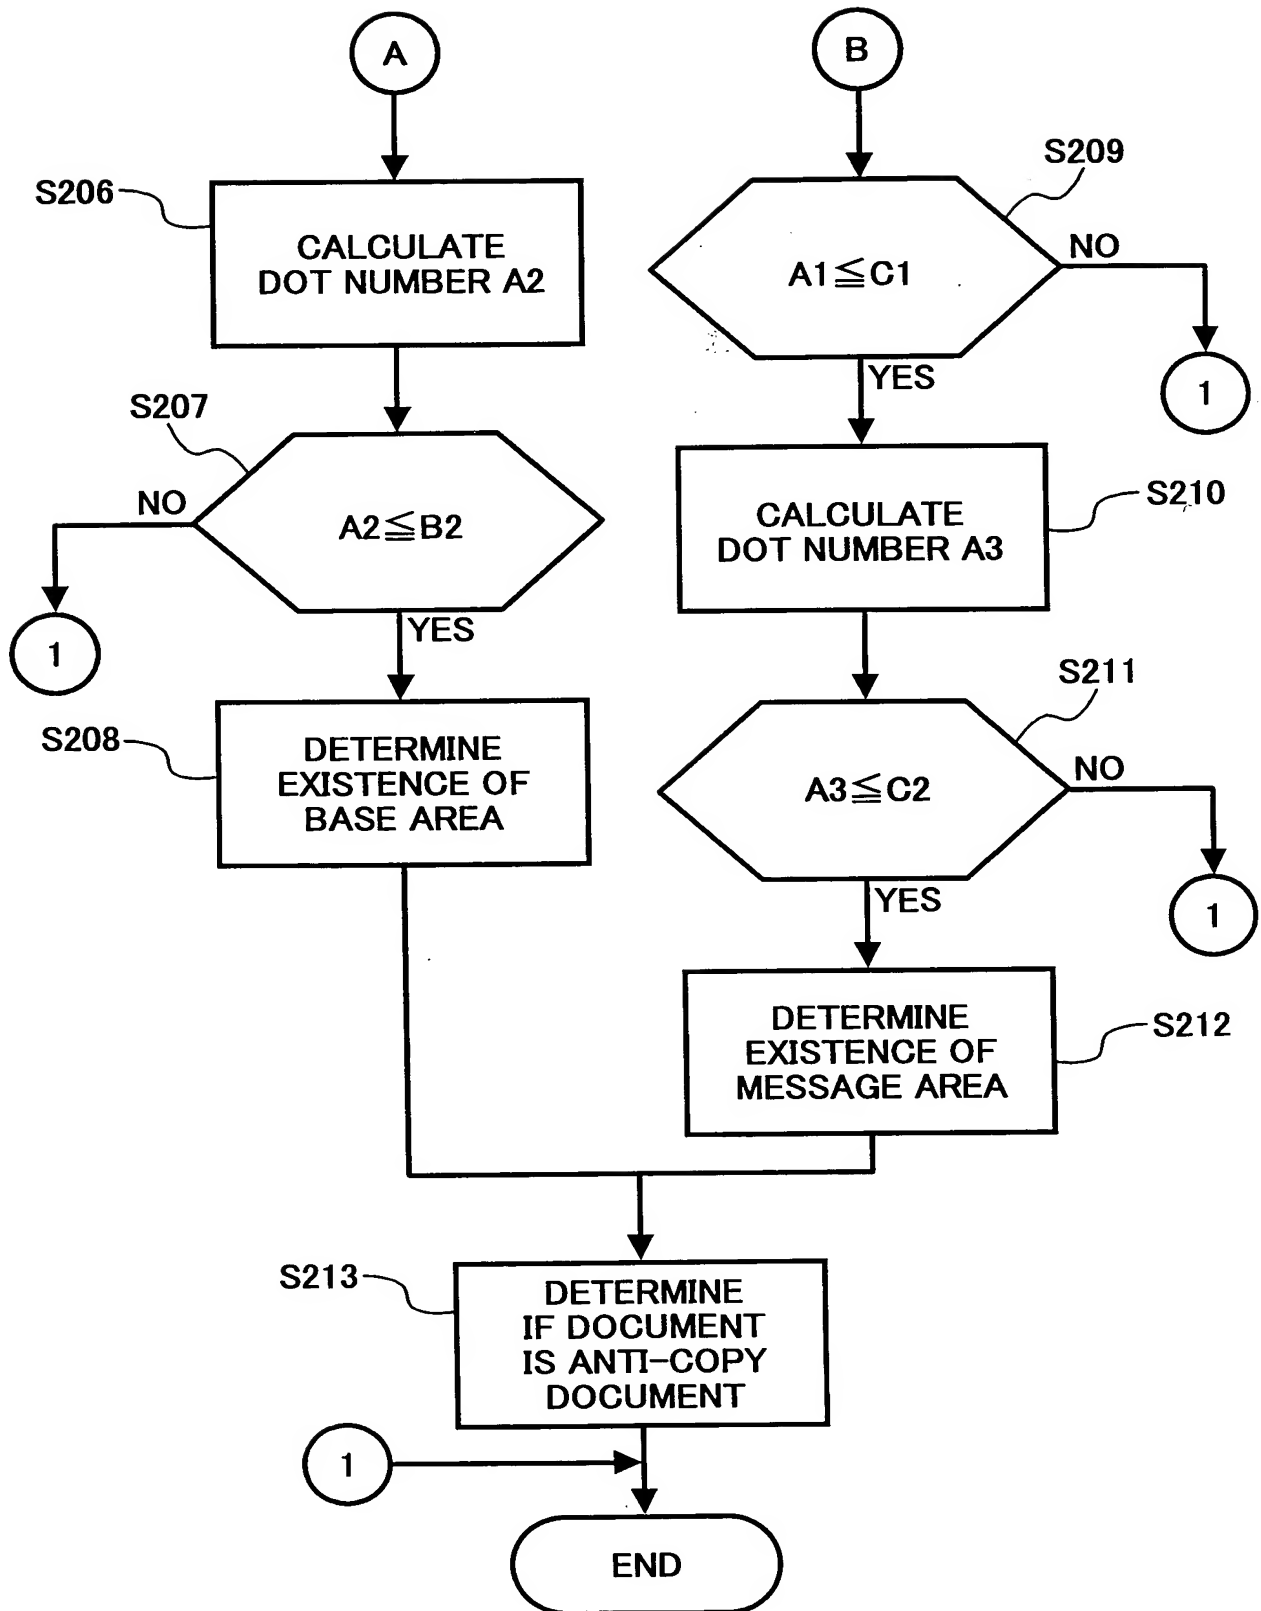 A
S206
CALCULATE
DOT NUMBER A2
S207
A2≦B2
NO
1
YES
S208
DETERMINE
EXISTENCE OF
BASE AREA
B
S209
A1≦C1
NO
1
YES
S210
CALCULATE
DOT NUMBER A3
S211
A3≦C2
NO
1
YES
S212
DETERMINE
EXISTENCE OF
MESSAGE AREA
S213
DETERMINE
IF DOCUMENT
IS ANTI-COPY
DOCUMENT
1
END